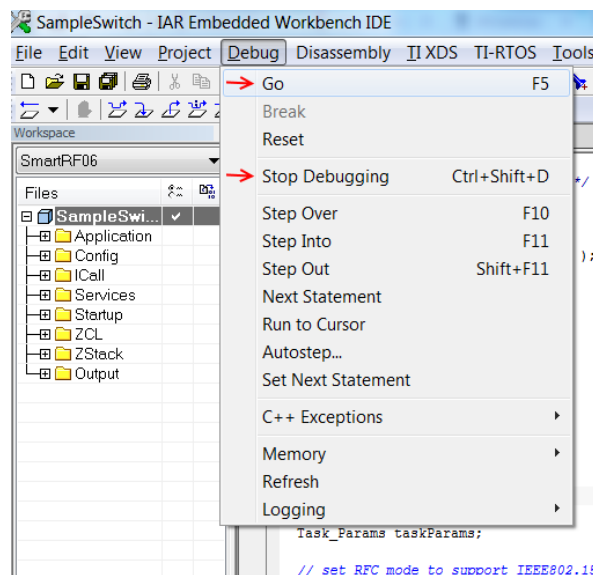 SampleSwitch - IAR Embedded Workbench IDE
File Edit View Project Debug Disassembly TI XDS TI-RTOS Tools
Go F5
Break
Reset
Workspace
SmartRF06
Stop Debugging Ctrl+Shift+D
*/
Files
SampleSwi...
Step Over F10
Application
Step Into F11
);
Config
ICall
Step Out Shift+F11
Services
Next Statement
Startup
Run to Cursor
ZCL
ZStack
Autostep...
Output
Set Next Statement
C++ Exceptions
Memory
Refresh
Logging
Task_Params taskParams;
// set RFC mode to support IEEE802.15